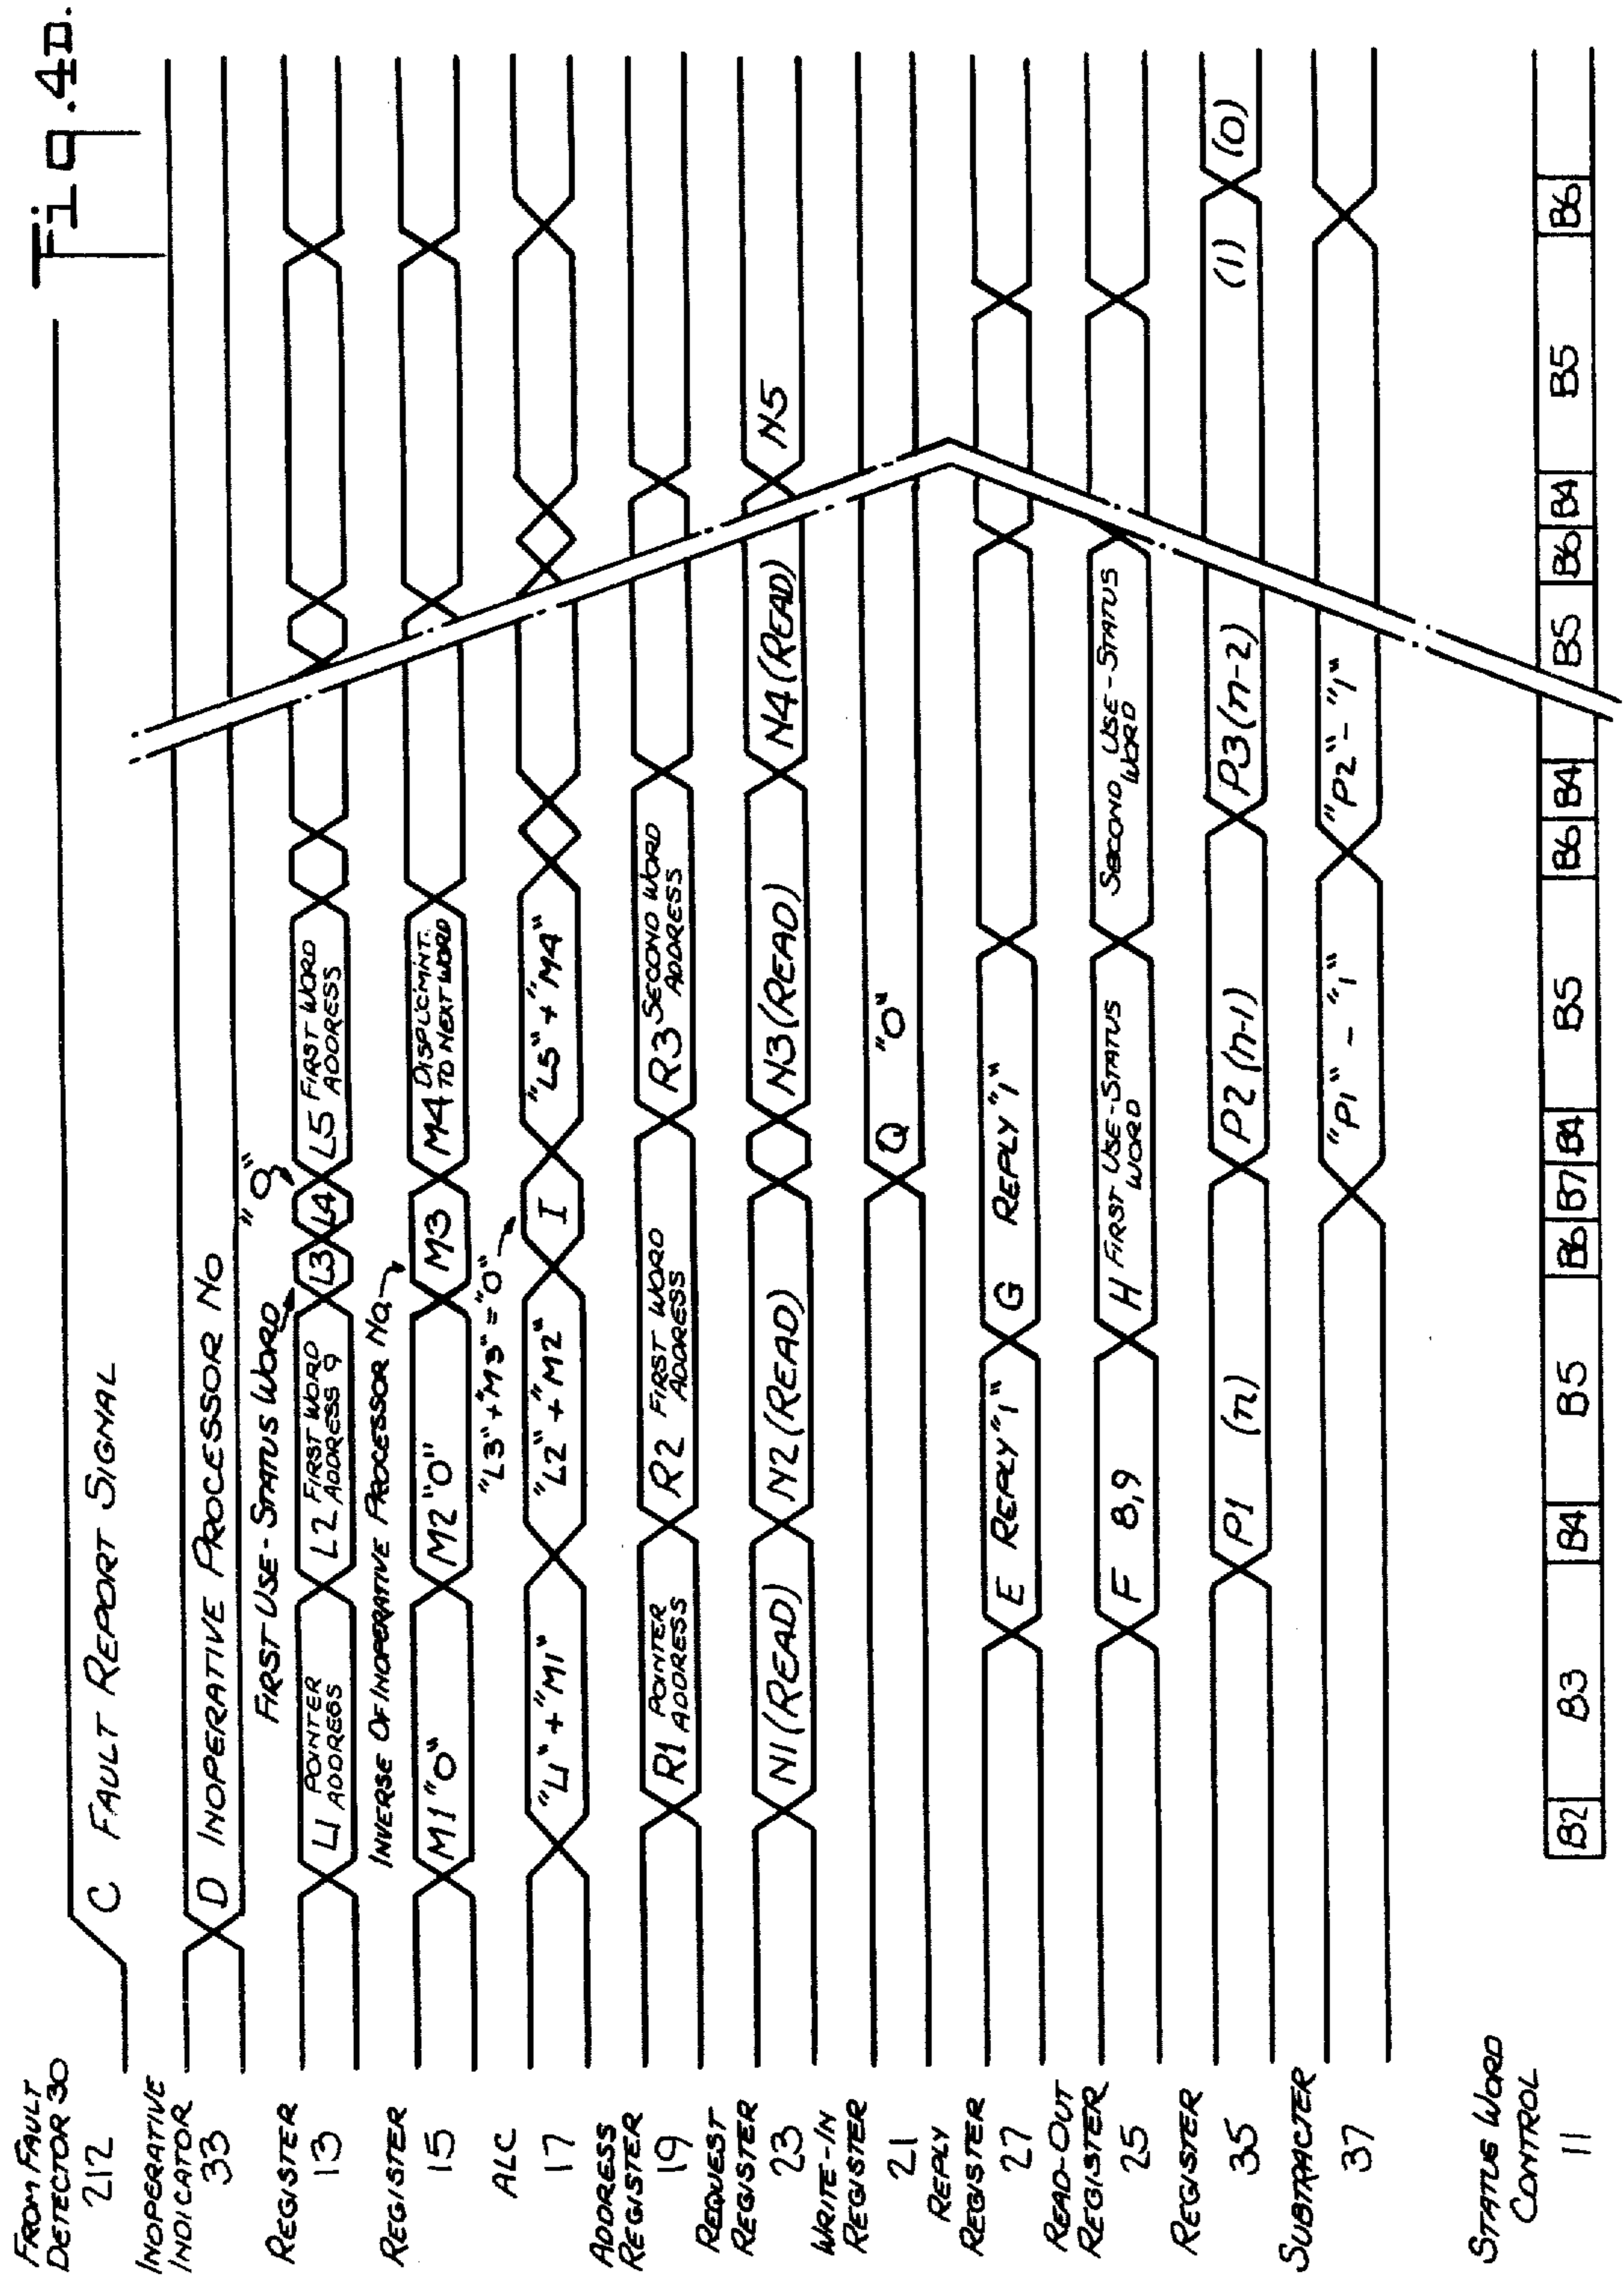 Fig.4D.
FROM FAULT
DETECTOR 30
212
C FAULT REPORT SIGNAL
INOPERATIVE
INDICATOR
33
D INOPERATIVE PROCESSOR NO
FIRST USE-STATUS WORD
"0"
REGISTER
13
L1 POINTER
ADDRESS
L2 FIRST WORD
ADDRESS 9
L3
L4
L5 FIRST WORD
ADDRESS
INVERSE OF INOPERATIVE PROCESSOR NO.
REGISTER
15
M1 "0"
M2 "0"
M3
M4 DISPLCMNT.
TO NEXT WORD
"L3"+"M3"="0"
ALC
17
"L1"+"M1"
"L2"+"M2"
I
"L5"+"M4"
ADDRESS
REGISTER
19
R1 POINTER
ADDRESS
R2 FIRST WORD
ADDRESS
R3 SECOND WORD
ADDRESS
REQUEST
REGISTER
23
N1 (READ)
N2 (READ)
N3 (READ)
N4 (READ)
N5
WRITE-IN
REGISTER
21
Q "0"
REPLY
REGISTER
27
E REPLY "1"
G REPLY "1"
READ-OUT
REGISTER
25
F 8,9
H FIRST USE-STATUS
WORD
SECOND USE-STATUS
WORD
REGISTER
35
P1 (n)
P2 (n-1)
P3 (n-2)
(1)
(0)
SUBTRACTER
37
"P1" - "1"
"P2" - "1"
STATUS WORD
CONTROL
11
B2 B3 B4 B5 B6 B7 B4 B5 B6 B4 B5 B6 B4 B5 B6